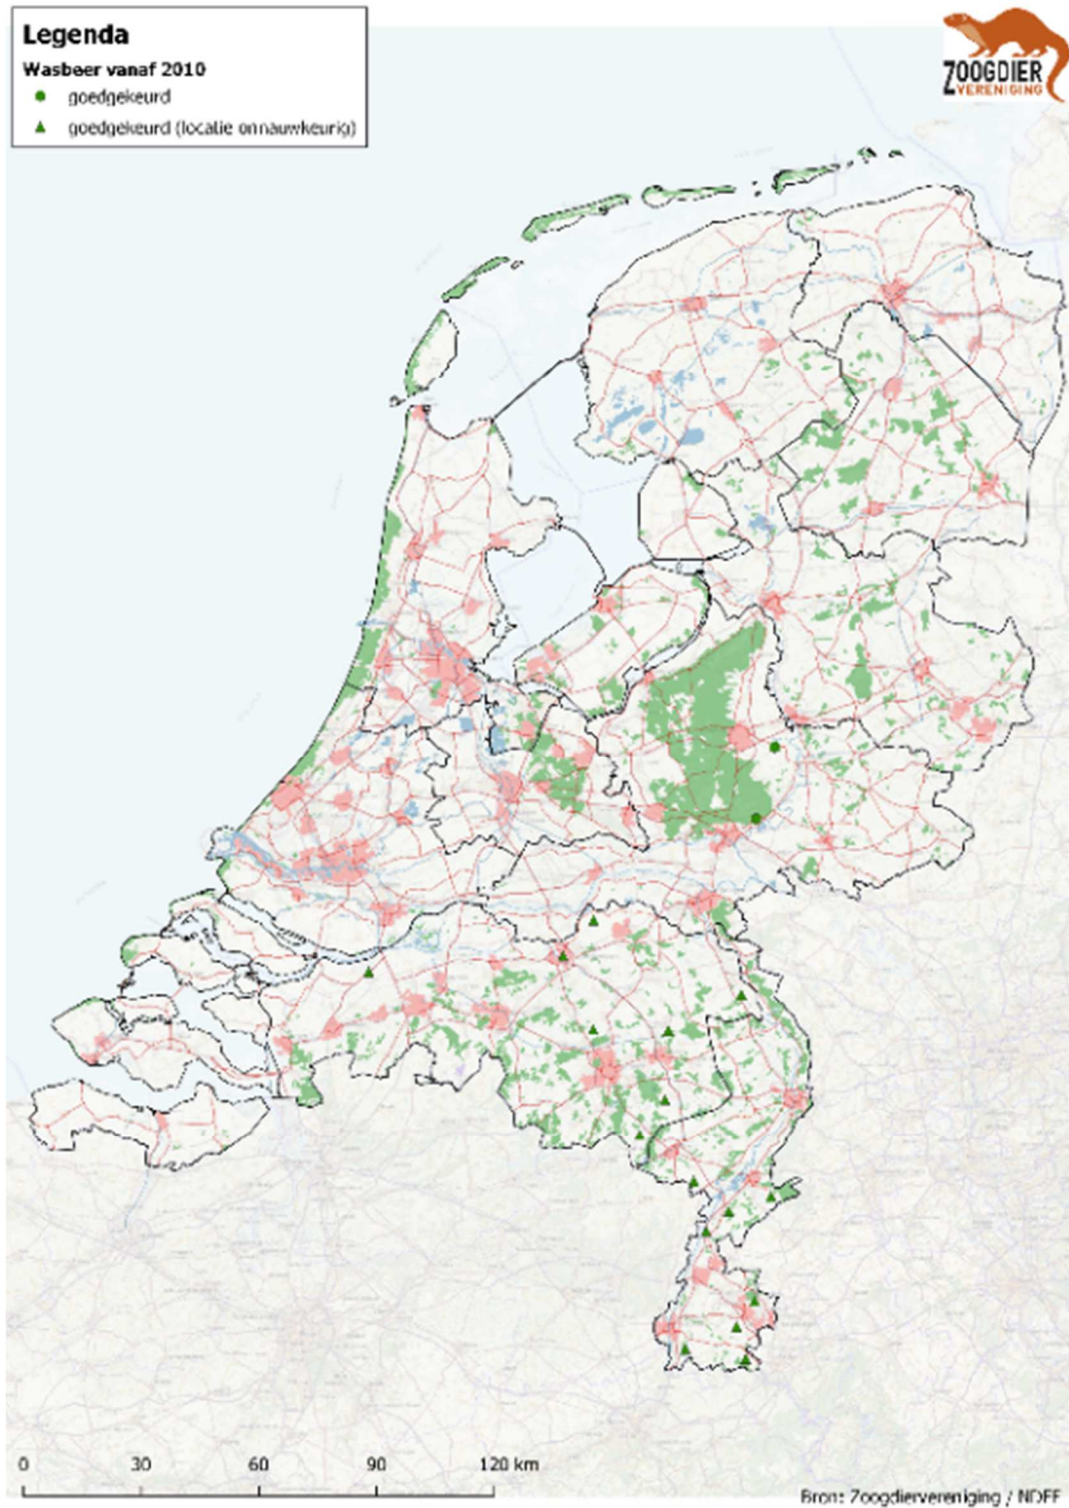 Legenda
Wasbeer vanaf 2010
goedgekeurd
goedgekeurd (locatie onnauwkeurig)
ZOOGDIER
VERENIGING
0 30 60 90 120 km
Bron: Zoogdiervereniging / NDFF